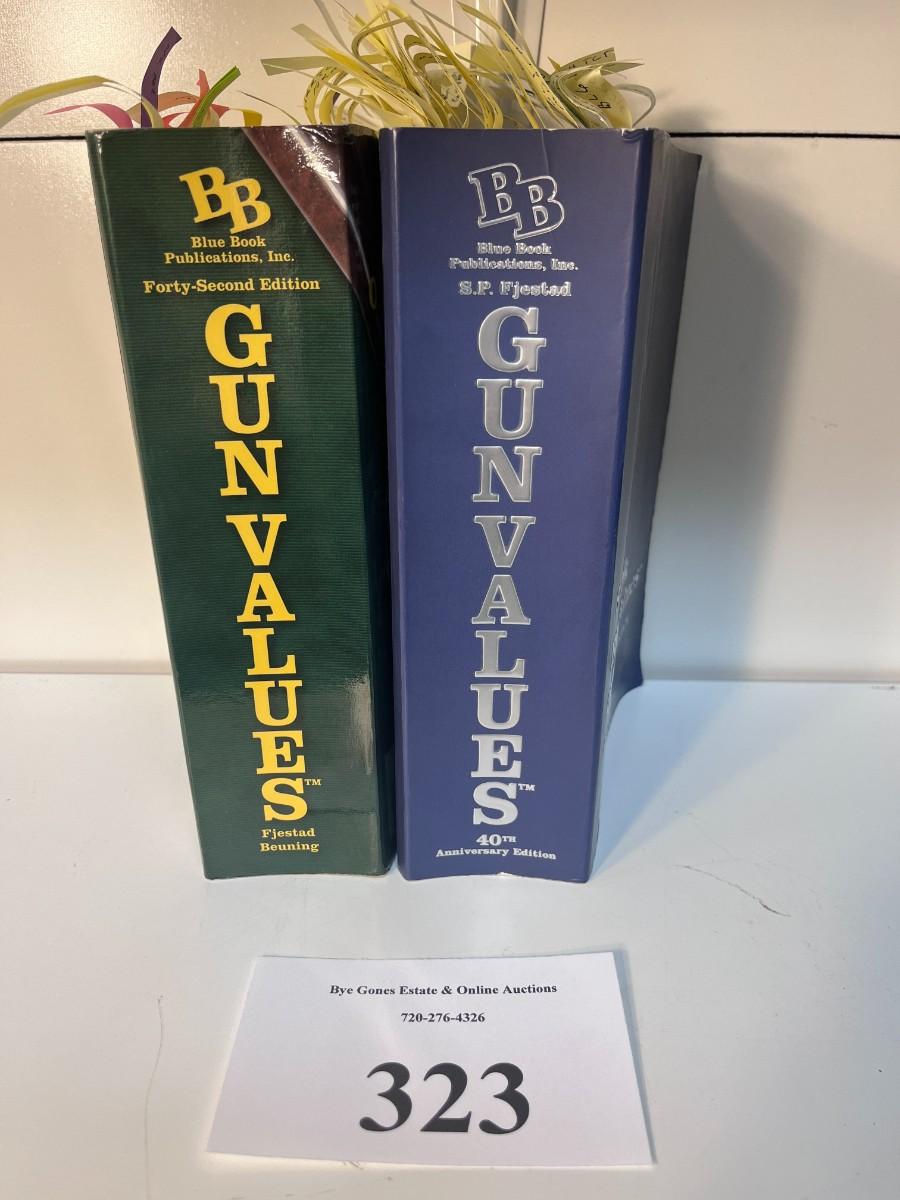 BB
Blue Book
Publications, Inc.
Forty-Second Edition
GUN VALUES™
Fjestad
Beuning
BB
Blue Book
Publications, Inc.
S.P. Fjestad
GUN VALUES™
40TH
Anniversary Edition
Bye Gones Estate & Online Auctions
720-276-4326
323